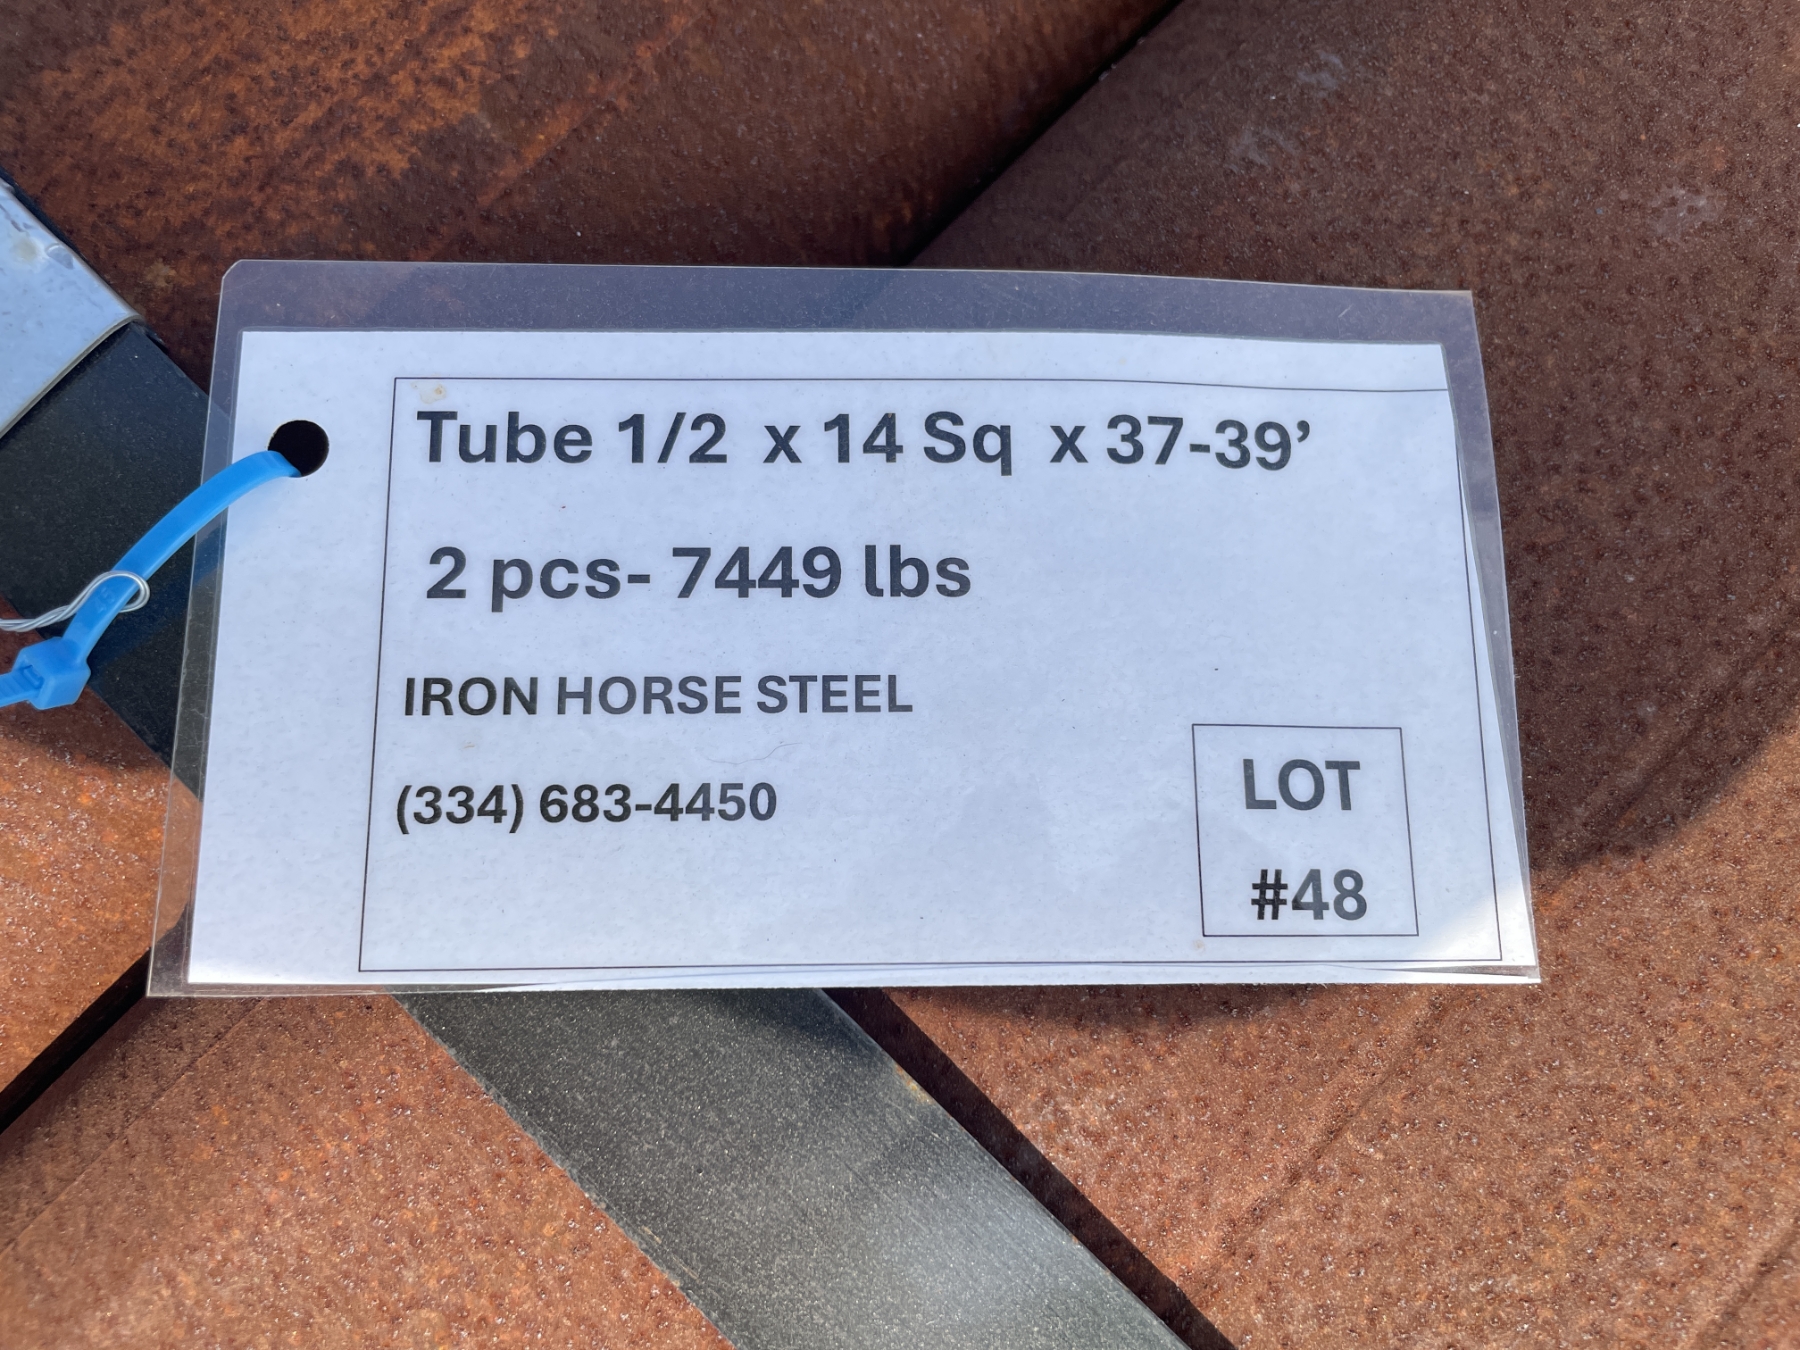 Tube 1/2 x 14 Sq x 37-39’
2 pcs- 7449 lbs
IRON HORSE STEEL
(334) 683-4450
LOT
#48